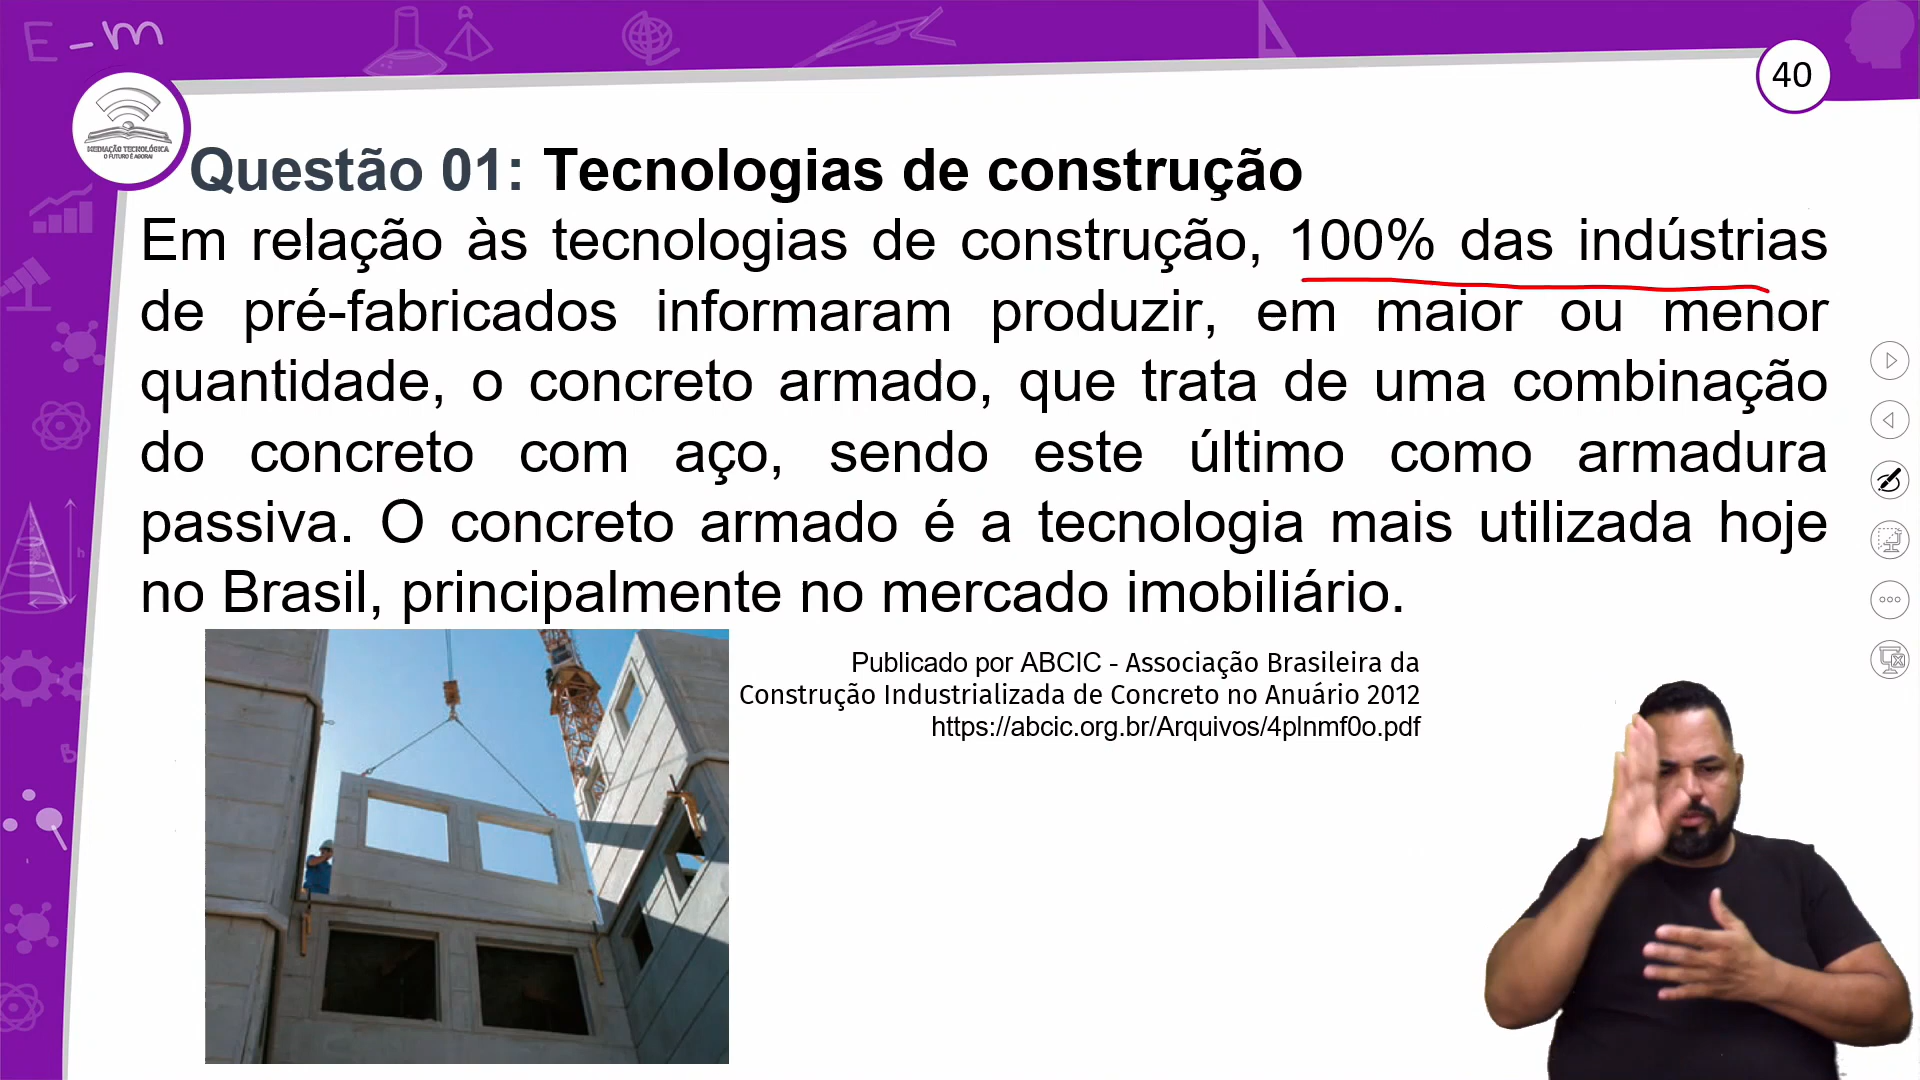 E-m
40
MEDIAÇÃO TECNOLÓGICA
O FUTURO É AGORA!
Questão 01: Tecnologias de construção
Em relação às tecnologias de construção, 100% das indústrias
de pré-fabricados informaram produzir, em maior ou menor
quantidade, o concreto armado, que trata de uma combinação
do concreto com aço, sendo este último como armadura
passiva. O concreto armado é a tecnologia mais utilizada hoje
no Brasil, principalmente no mercado imobiliário.
Publicado por ABCIC - Associação Brasileira da
Construção Industrializada de Concreto no Anuário 2012
https://abcic.org.br/Arquivos/4plnmf0o.pdf
h
B